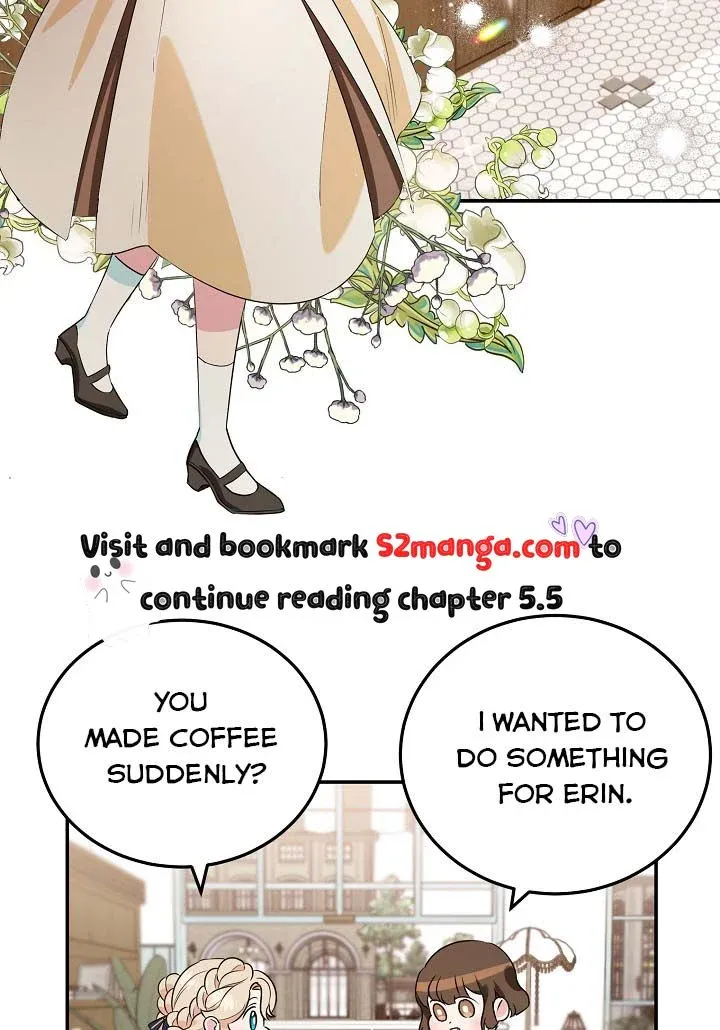 Visit and bookmark S2manga.com to
continue reading chapter 5.5
YOU
MADE COFFEE
SUDDENLY?
I WANTED TO
DO SOMETHING
FOR ERIN.